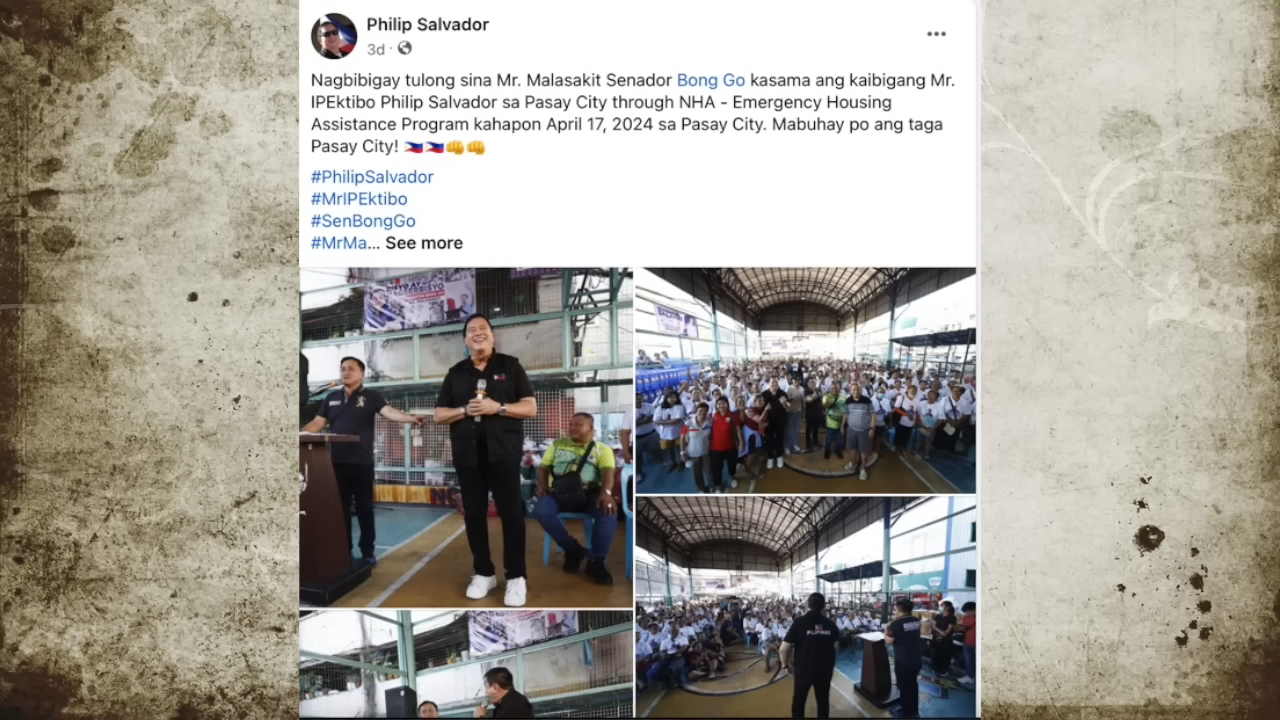 Philip Salvador
3d ·
Nagbibigay tulong sina Mr. Malasakit Senador Bong Go kasama ang kaibigang Mr.
IPEktibo Philip Salvador sa Pasay City through NHA - Emergency Housing
Assistance Program kahapon April 17, 2024 sa Pasay City. Mabuhay po ang taga
Pasay City! 🇵🇭🇵🇭👊👊
#PhilipSalvador
#MrIPEktibo
#SenBongGo
#MrMa... See more
PILIPINAS